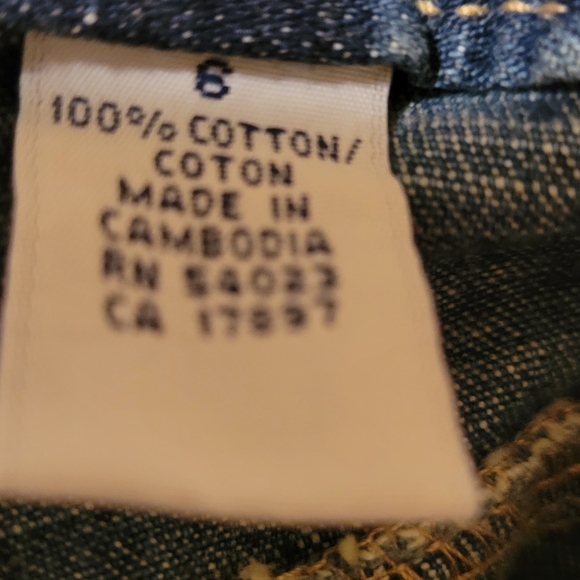 6
100% COTTON/
COTON
MADE IN
CAMBODIA
RN 54023
CA 17897